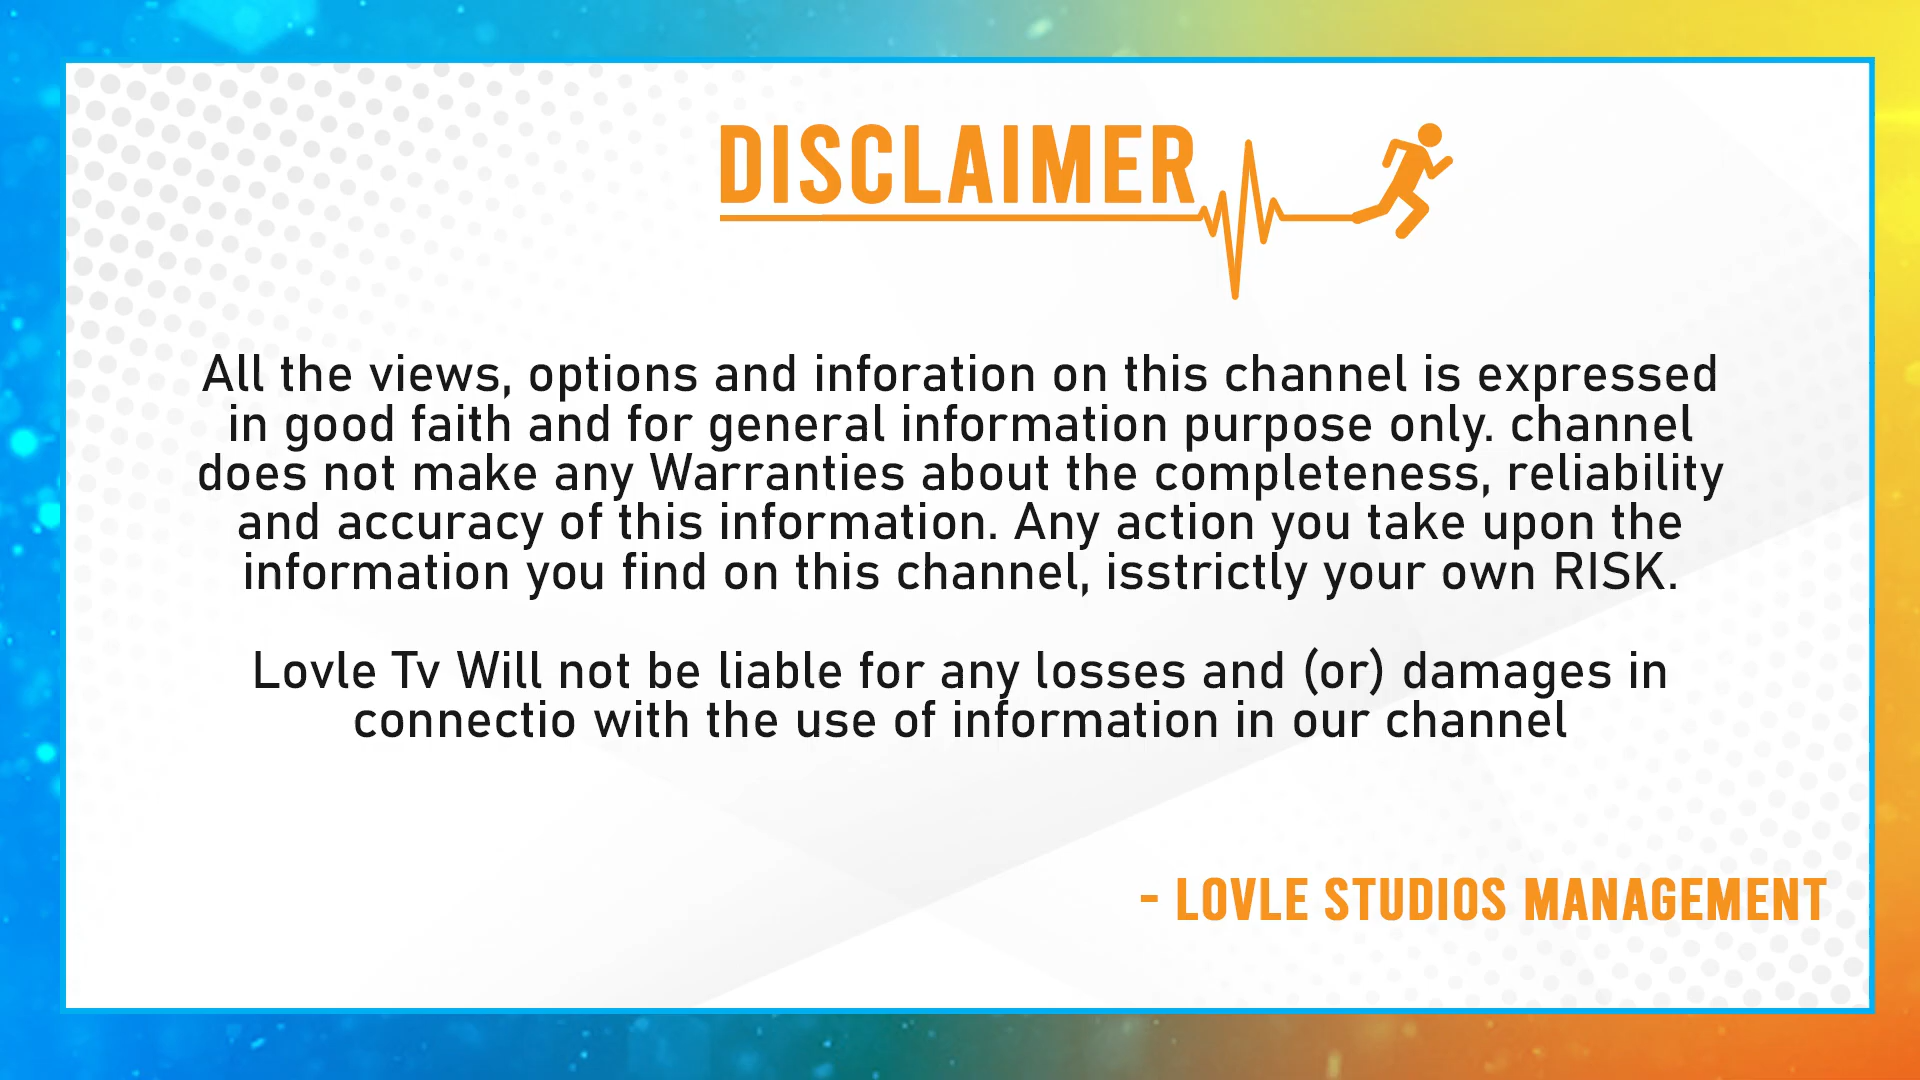 DISCLAIMER
All the views, options and inforation on this channel is expressed
in good faith and for general information purpose only. channel
does not make any Warranties about the completeness, reliability
and accuracy of this information. Any action you take upon the
information you find on this channel, isstrictly your own RISK.
Lovle Tv Will not be liable for any losses and (or) damages in
connectio with the use of information in our channel
- LOVLE STUDIOS MANAGEMENT